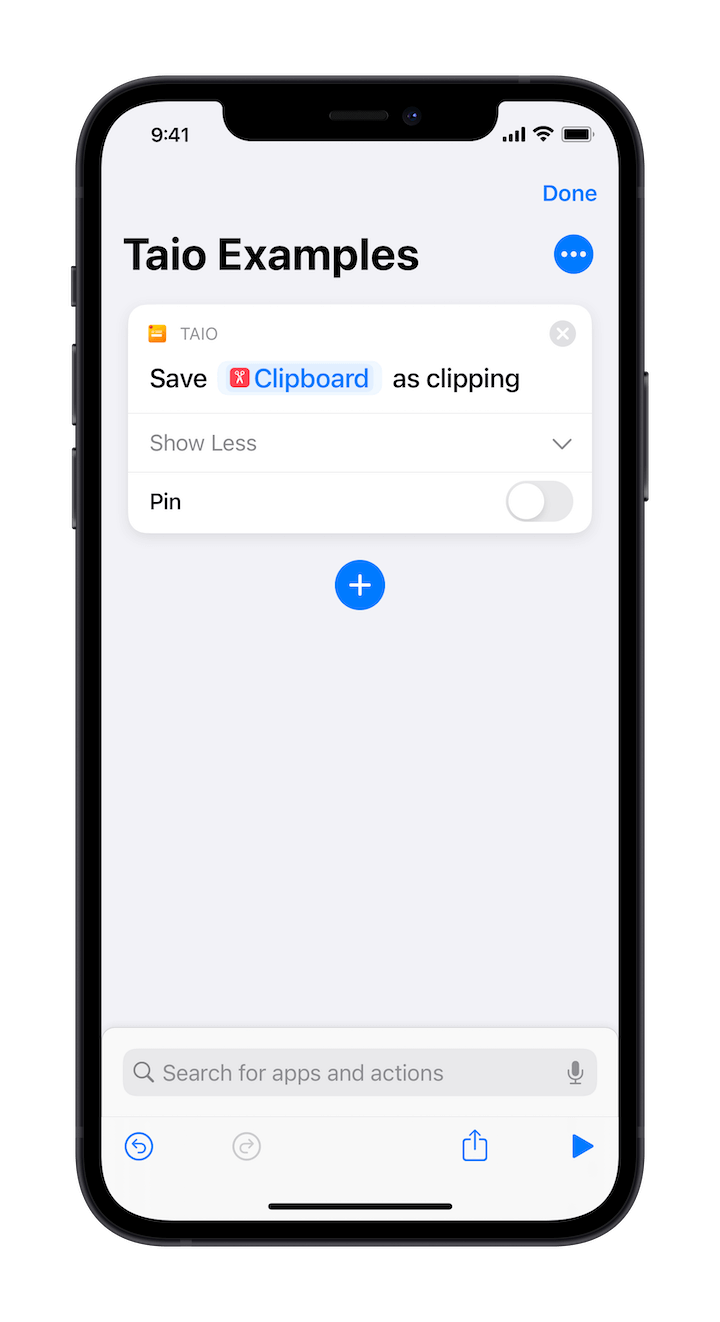 9:41
Done
Taio Examples
TAIO
Save Clipboard as clipping
Show Less
Pin
Search for apps and actions